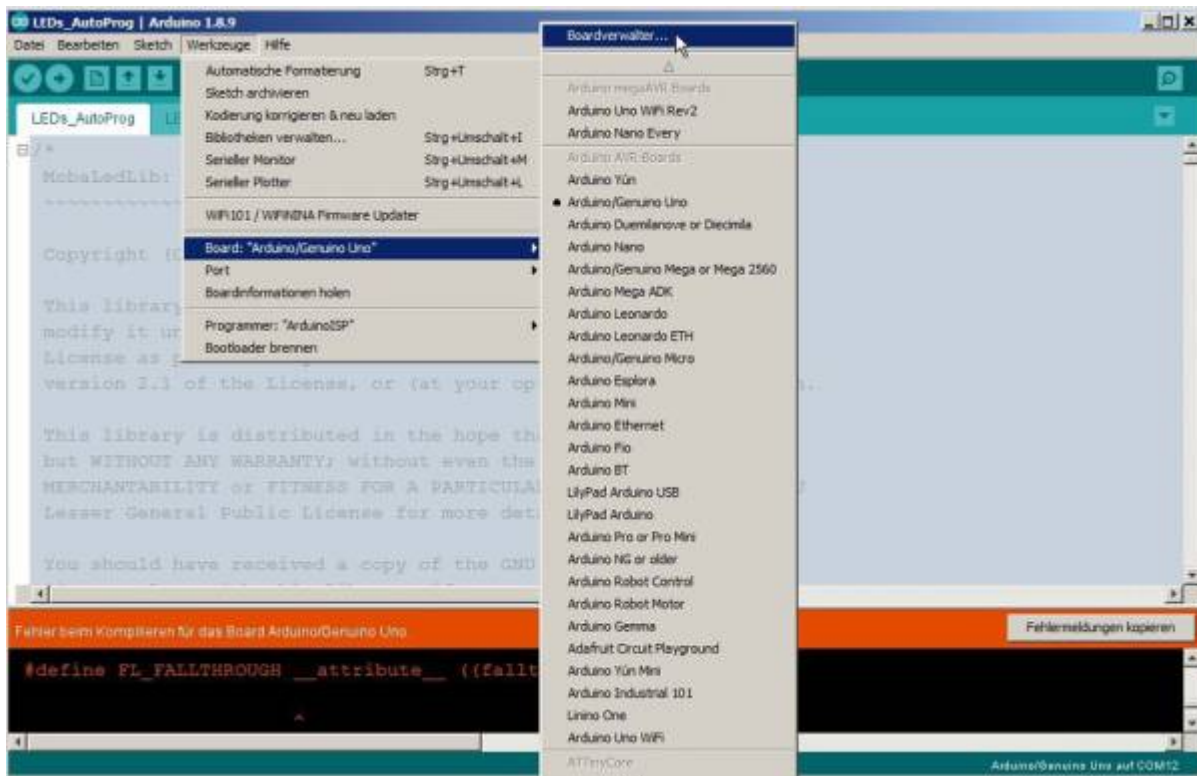 LEDs_AutoProg | Arduino 1.8.9
Datei Bearbeiten Sketch Werkzeuge Hilfe
LEDs_AutoProg
/*
MobaLedLib:
Copyright (C
This library
modify it
License as
version 2.1 of the License, or (at your op
This library is distributed in the hope
but WITHOUT ANY WARRANTY; without even the
MERCHANTABILITY or FITNESS FOR A
Lesser General Public License for more
You should have received a copy of the
Automatische Formatierung Strg+T
Sketch archivieren
Kodierung korrigieren & neu laden
Bibliotheken verwalten... Strg+Umschalt+I
Serieller Monitor Strg+Umschalt+M
Serieller Plotter Strg+Umschalt+L
WiFi101 / WiFiNINA Firmware Updater
Board: "Arduino/Genuino Uno"
Port
Boardinformationen holen
Programmer: "ArduinoISP"
Bootloader brennen
Boardverwalter...
Arduino megaAVR Boards
Arduino Uno WiFi Rev2
Arduino Nano Every
Arduino AVR Boards
Arduino Yún
Arduino/Genuino Uno
Arduino Duemilanove or Diecimila
Arduino Nano
Arduino/Genuino Mega or Mega 2560
Arduino Mega ADK
Arduino Leonardo
Arduino Leonardo ETH
Arduino/Genuino Micro
Arduino Esplora
Arduino Mini
Arduino Ethernet
Arduino Fio
Arduino BT
LilyPad Arduino USB
LilyPad Arduino
Arduino Pro or Pro Mini
Arduino NG or older
Arduino Robot Control
Arduino Robot Motor
Arduino Gemma
Adafruit Circuit Playground
Arduino Yún Mini
Arduino Industrial 101
Linino One
Arduino Uno WiFi
ATTinyCore
Fehler beim Kompilieren für das Board Arduino/Genuino Uno.
Fehlermeldungen kopieren
#define FL_FALLTHROUGH __attribute__ ((fallt
^
Arduino/Genuino Uno auf COM12